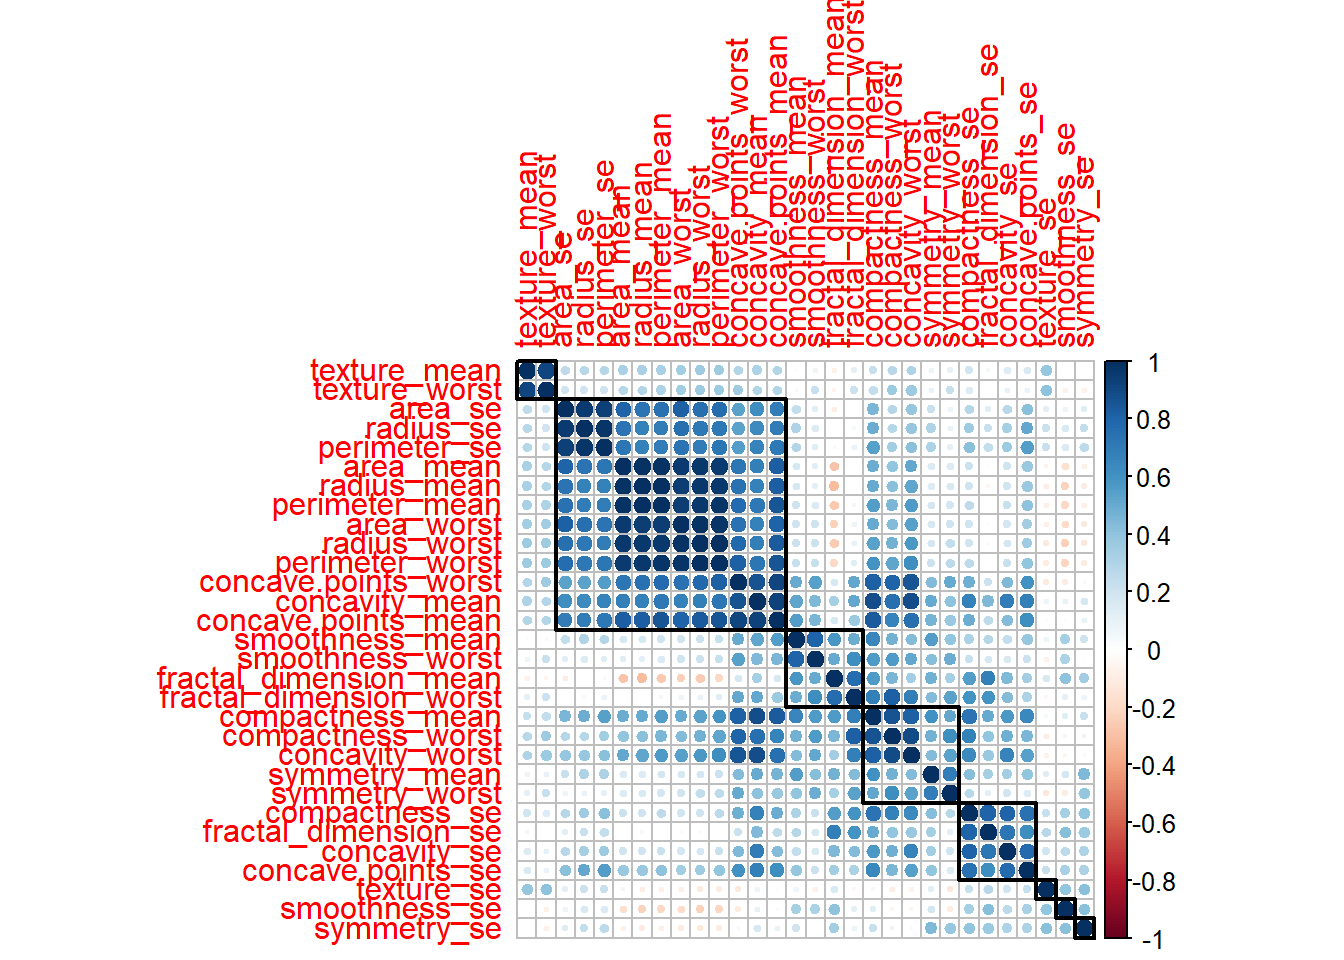 texture_mean
texture_worst
area_se
radius_se
perimeter_se
area_mean
radius_mean
perimeter_mean
area_worst
radius_worst
perimeter_worst
concave.points_worst
concavity_mean
concave.points_mean
smoothness_mean
smoothness_worst
fractal_dimension_mean
fractal_dimension_worst
compactness_mean
compactness_worst
concavity_worst
symmetry_mean
symmetry_worst
compactness_se
fractal_dimension_se
concavity_se
concave.points_se
texture_se
smoothness_se
symmetry_se
texture_mean
texture_worst
area_se
radius_se
perimeter_se
area_mean
radius_mean
perimeter_mean
area_worst
radius_worst
perimeter_worst
concave.points_worst
concavity_mean
concave.points_mean
smoothness_mean
smoothness_worst
fractal_dimension_mean
fractal_dimension_worst
compactness_mean
compactness_worst
concavity_worst
symmetry_mean
symmetry_worst
compactness_se
fractal_dimension_se
concavity_se
concave.points_se
texture_se
smoothness_se
symmetry_se
1
0.8
0.6
0.4
0.2
0
-0.2
-0.4
-0.6
-0.8
-1